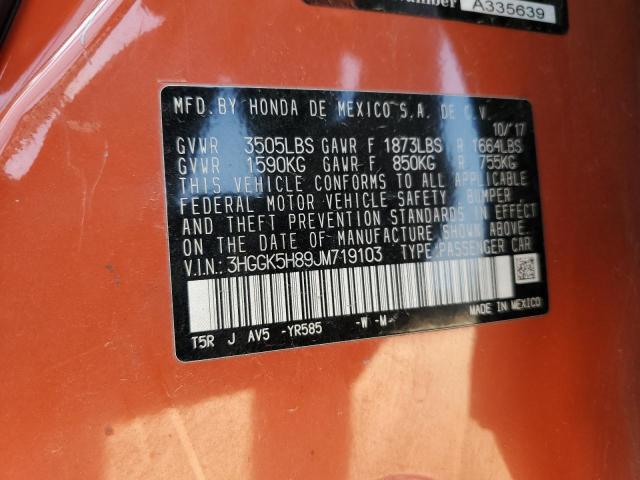 A335639
MFD.BY HONDA DE MEXICO S.A. DE C.V.
10/'17
GVWR 3505LBS GAWR F 1873LBS R 1664LBS
GVWR 1590KG GAWR F 850KG R 755KG
THIS VEHICLE CONFORMS TO ALL APPLICABLE
FEDERAL MOTOR VEHICLE SAFETY, BUMPER,
AND THEFT PREVENTION STANDARDS IN EFFECT
ON THE DATE OF MANUFACTURE SHOWN ABOVE.
V.I.N.: 3HGGK5H89JM719103 TYPE:PASSENGER CAR
T5R J AV5 -YR585 -W -M- MADE IN MEXICO